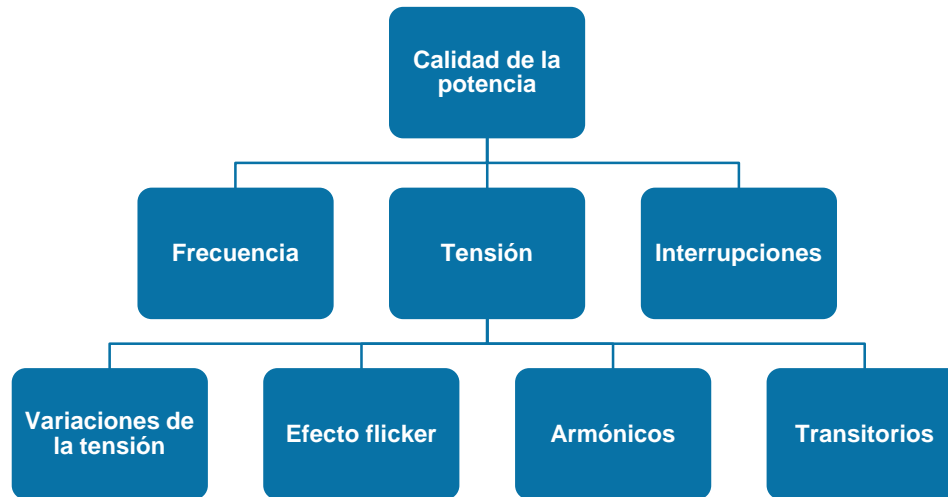 Calidad de la
potencia
Frecuencia
Tensión
Interrupciones
Variaciones de
la tensión
Efecto flicker
Armónicos
Transitorios